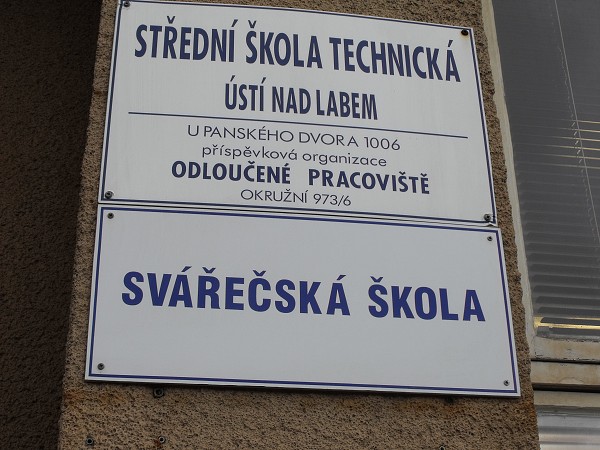 STŘEDNÍ ŠKOLA TECHNICKÁ
ÚSTÍ NAD LABEM
U PANSKÉHO DVORA 1006
příspěvková organizace
ODLOUČENÉ PRACOVIŠTĚ
OKRUŽNÍ 973/6
SVÁŘEČSKÁ ŠKOLA